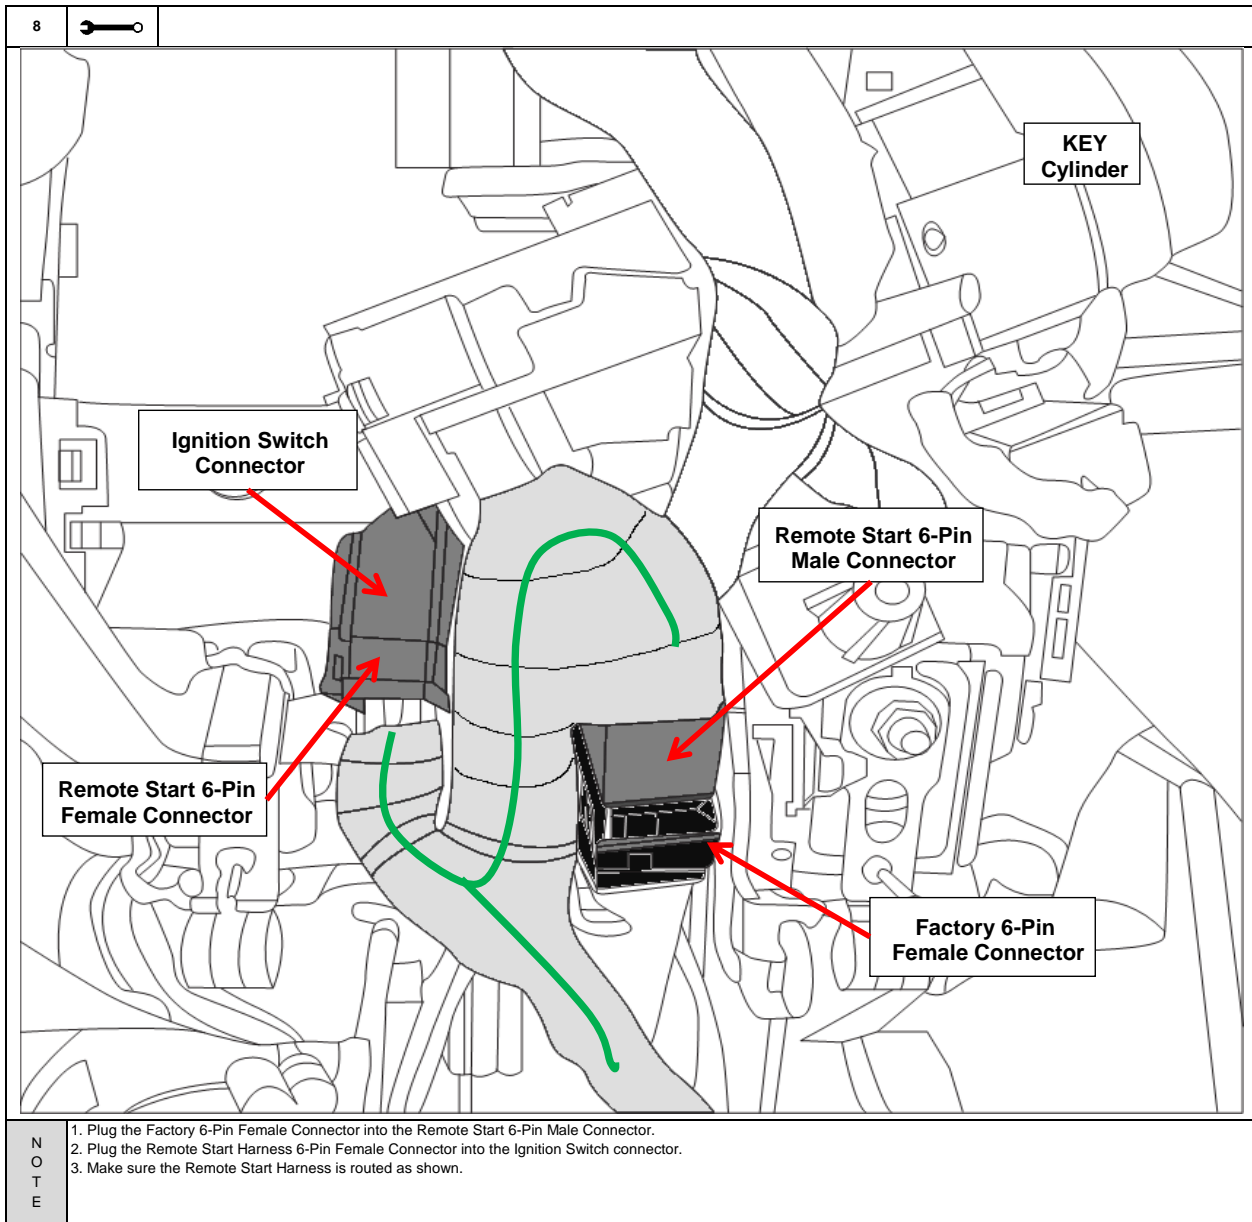 8
KEY
Cylinder
Ignition Switch
Connector
Remote Start 6-Pin
Male Connector
Remote Start 6-Pin
Female Connector
Factory 6-Pin
Female Connector
N
O
T
E
1. Plug the Factory 6-Pin Female Connector into the Remote Start 6-Pin Male Connector.
2. Plug the Remote Start Harness 6-Pin Female Connector into the Ignition Switch connector.
3. Make sure the Remote Start Harness is routed as shown.